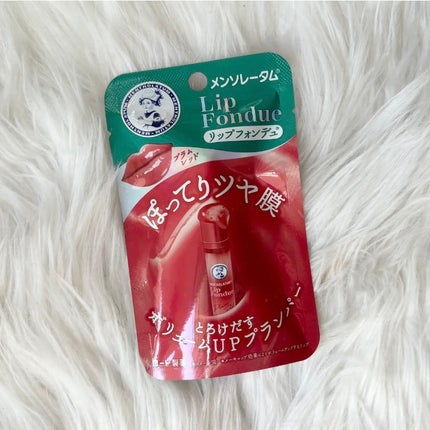 メンソレータム®
Lip
Fondue
リップフォンデュ®
プラム
レッド
ぽってりツヤ膜
MENTHOLATUM
Lip
Fondue
とろけだす
ボリュームUPプランパー